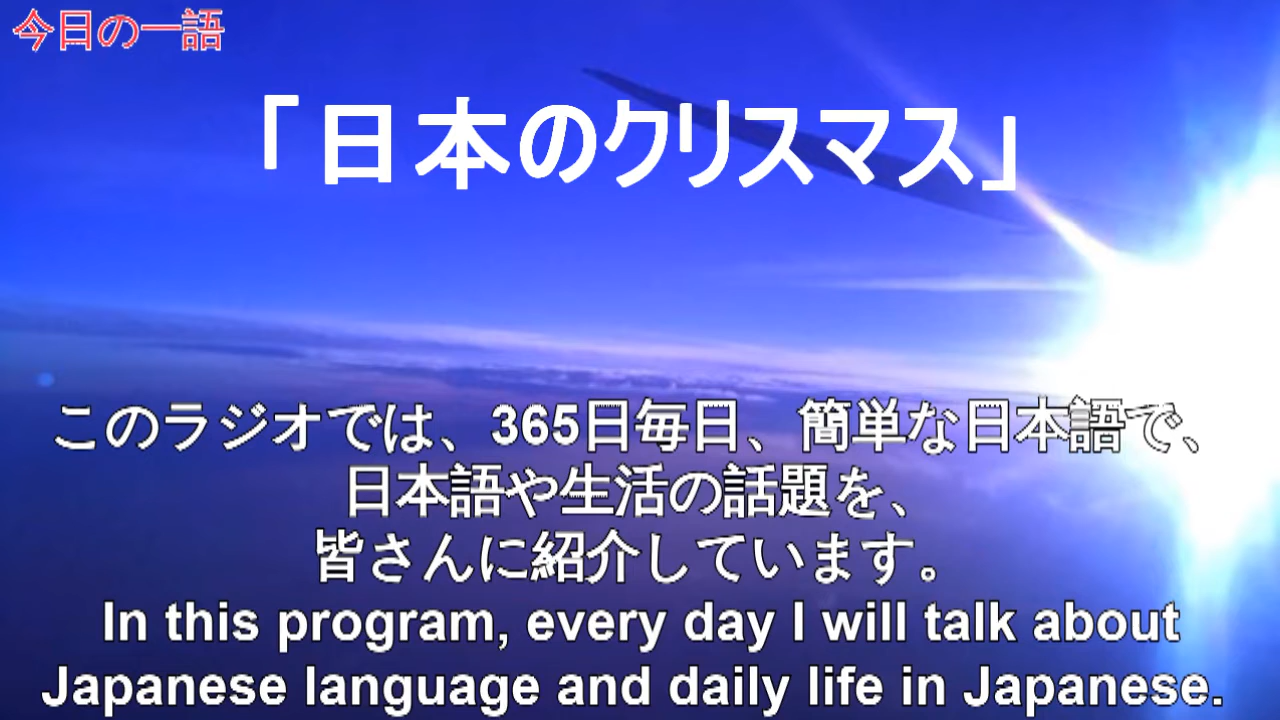 今日の一語
「日本のクリスマス」
このラジオでは、365日毎日、簡単な日本語で、
日本語や生活の話題を、
皆さんに紹介しています。
In this program, every day I will talk about
Japanese language and daily life in Japanese.